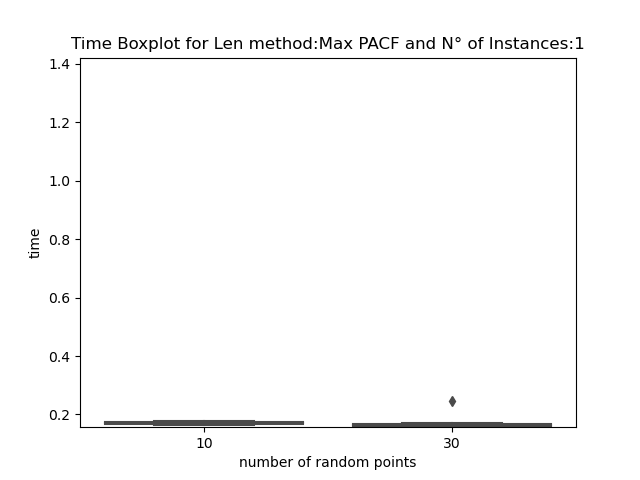 Time Boxplot for Len method:Max PACF and N° of Instances:1
1.4
1.2
1.0
0.8
0.6
0.4
0.2
time
10 30
number of random points